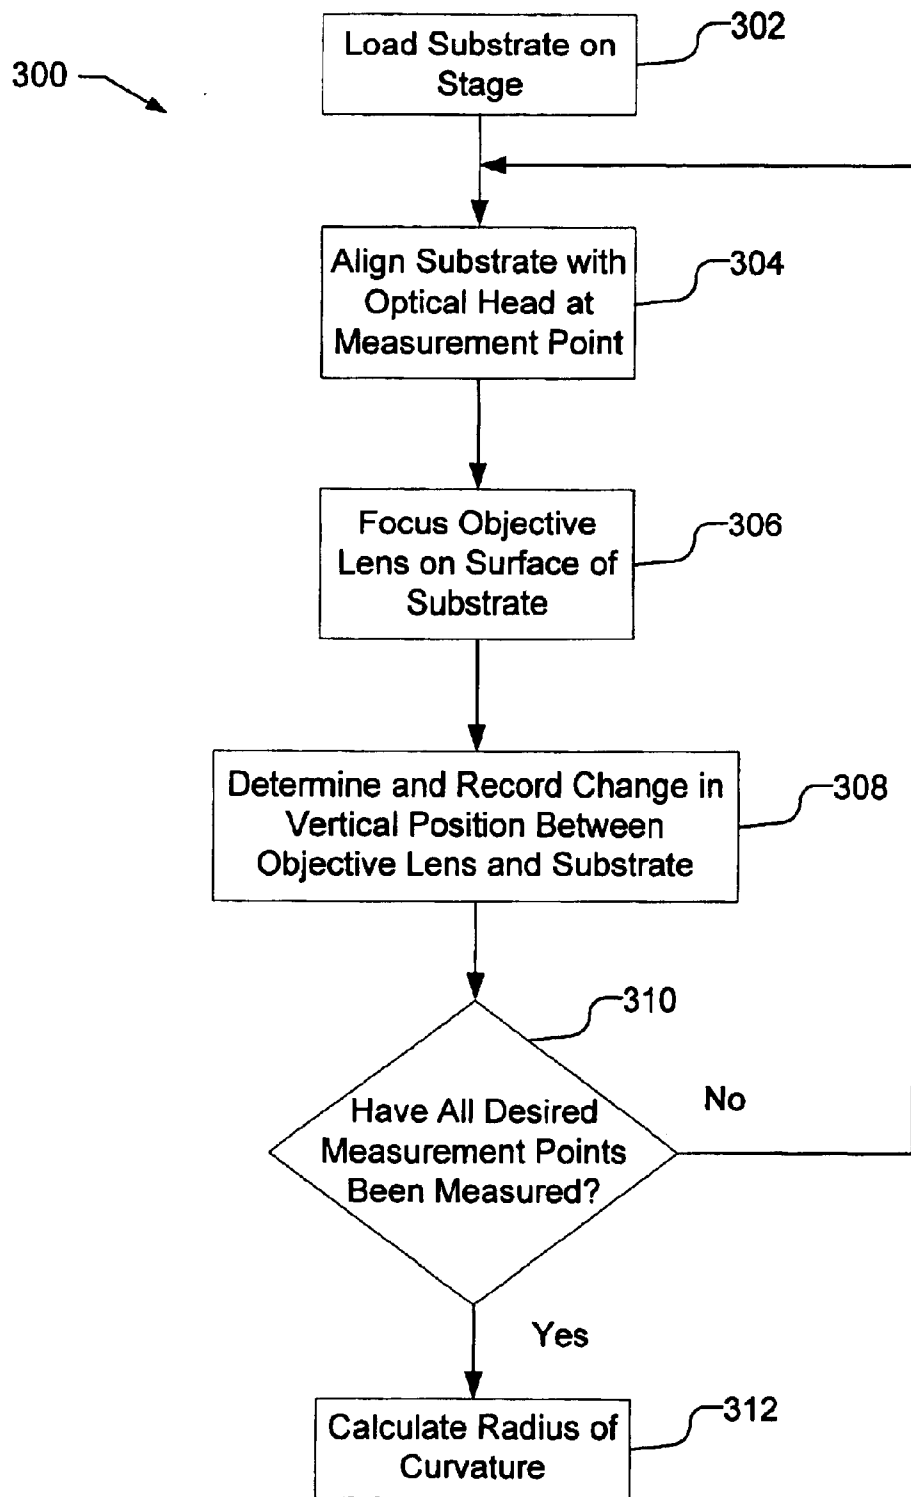 302
Load Substrate on
Stage
300
304
Align Substrate with
Optical Head at
Measurement Point
306
Focus Objective
Lens on Surface of
Substrate
308
Determine and Record Change in
Vertical Position Between
Objective Lens and Substrate
310
Have All Desired
Measurement Points
Been Measured?
No
Yes
312
Calculate Radius of
Curvature